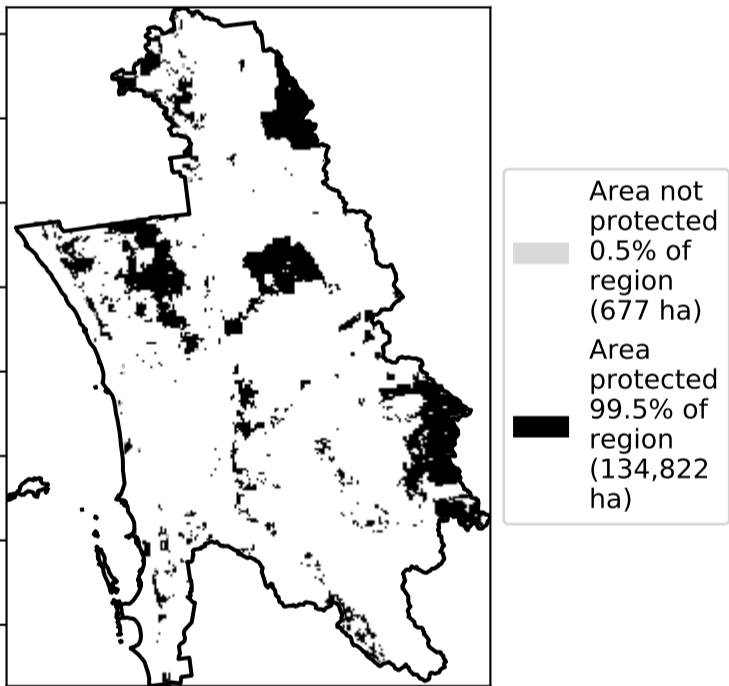 Area not
protected
0.5% of
region
(677 ha)
Area
protected
99.5% of
region
(134,822
ha)